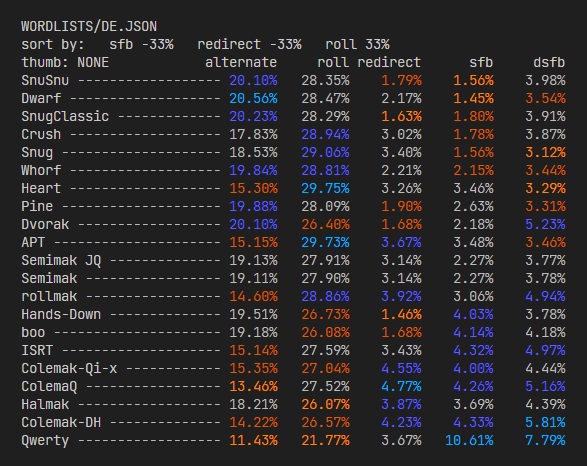 WORDLISTS/DE.JSON
sort by:   sfb -33%   redirect -33%   roll 33%
thumb: NONE            alternate     roll redirect      sfb     dsfb
SnuSnu ------------------ 20.10%   28.35%    1.79%    1.56%    3.98%
Dwarf ------------------- 20.56%   28.47%    2.17%    1.45%    3.54%
SnugClassic ------------- 20.23%   28.29%    1.63%    1.80%    3.91%
Crush ------------------- 17.83%   28.94%    3.02%    1.78%    3.87%
Snug -------------------- 18.53%   29.06%    3.40%    1.56%    3.12%
Whorf ------------------- 19.84%   28.81%    2.21%    2.15%    3.44%
Heart ------------------- 15.30%   29.75%    3.26%    3.46%    3.29%
Pine -------------------- 19.88%   28.09%    1.90%    2.63%    3.31%
Dvorak ------------------ 20.10%   26.40%    1.68%    2.18%    5.23%
APT --------------------- 15.15%   29.73%    3.67%    3.48%    3.46%
Semimak JQ -------------- 19.13%   27.91%    3.14%    2.27%    3.77%
Semimak ----------------- 19.11%   27.90%    3.14%    2.27%    3.78%
rollmak ----------------- 14.60%   28.86%    3.92%    3.06%    4.94%
Hands-Down -------------- 19.51%   26.73%    1.46%    4.03%    3.78%
boo --------------------- 19.18%   26.08%    1.68%    4.14%    4.18%
ISRT -------------------- 15.14%   27.59%    3.43%    4.32%    4.97%
Colemak-Qi-x ------------ 15.35%   27.04%    4.55%    4.00%    4.44%
ColemaQ ----------------- 13.46%   27.52%    4.77%    4.26%    5.16%
Halmak ------------------ 18.21%   26.07%    3.87%    3.69%    4.39%
Colemak-DH -------------- 14.22%   26.57%    4.23%    4.33%    5.81%
Qwerty ------------------ 11.43%   21.77%    3.67%   10.61%    7.79%